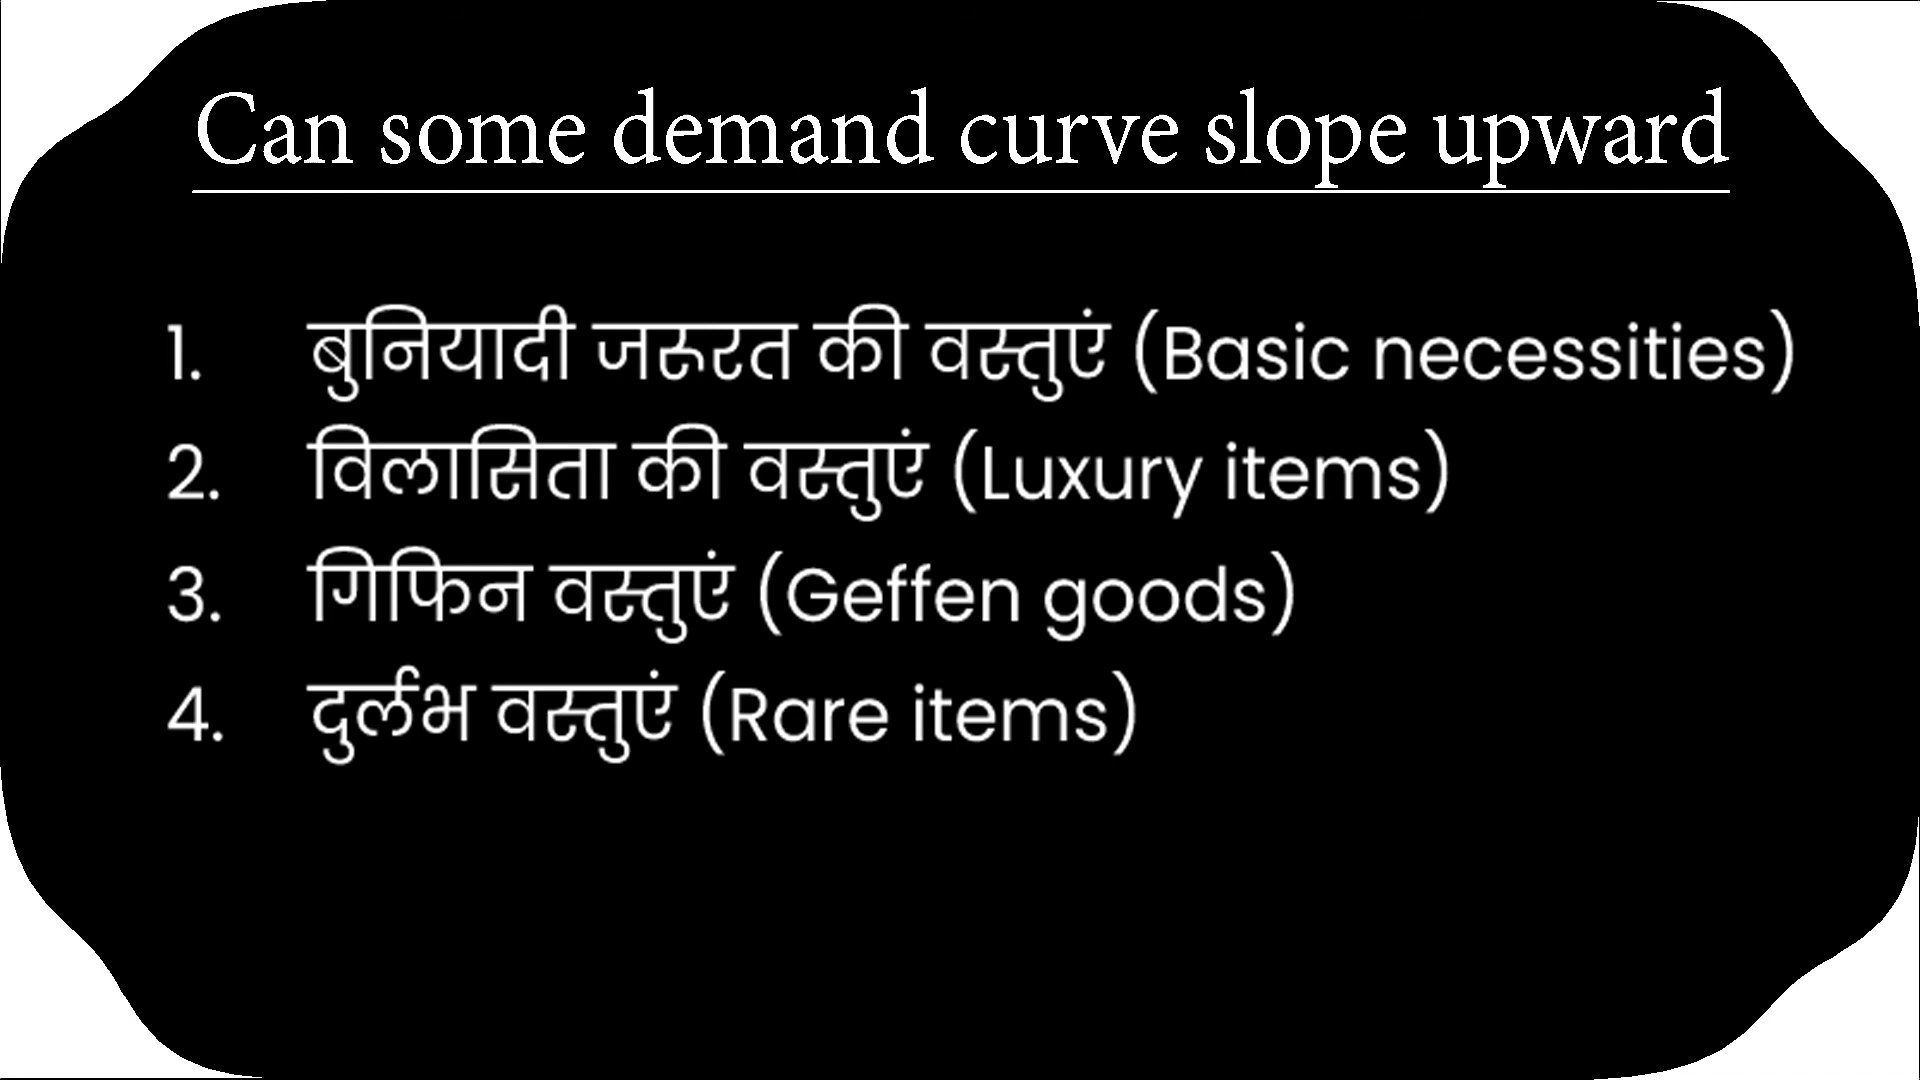 Can some demand curve slope upward
1. बुनियादी जरूरत की वस्तुएं (Basic necessities)
2. विलासिता की वस्तुएं (Luxury items)
3. गिफिन वस्तुएं (Geffen goods)
4. दुर्लभ वस्तुएं (Rare items)